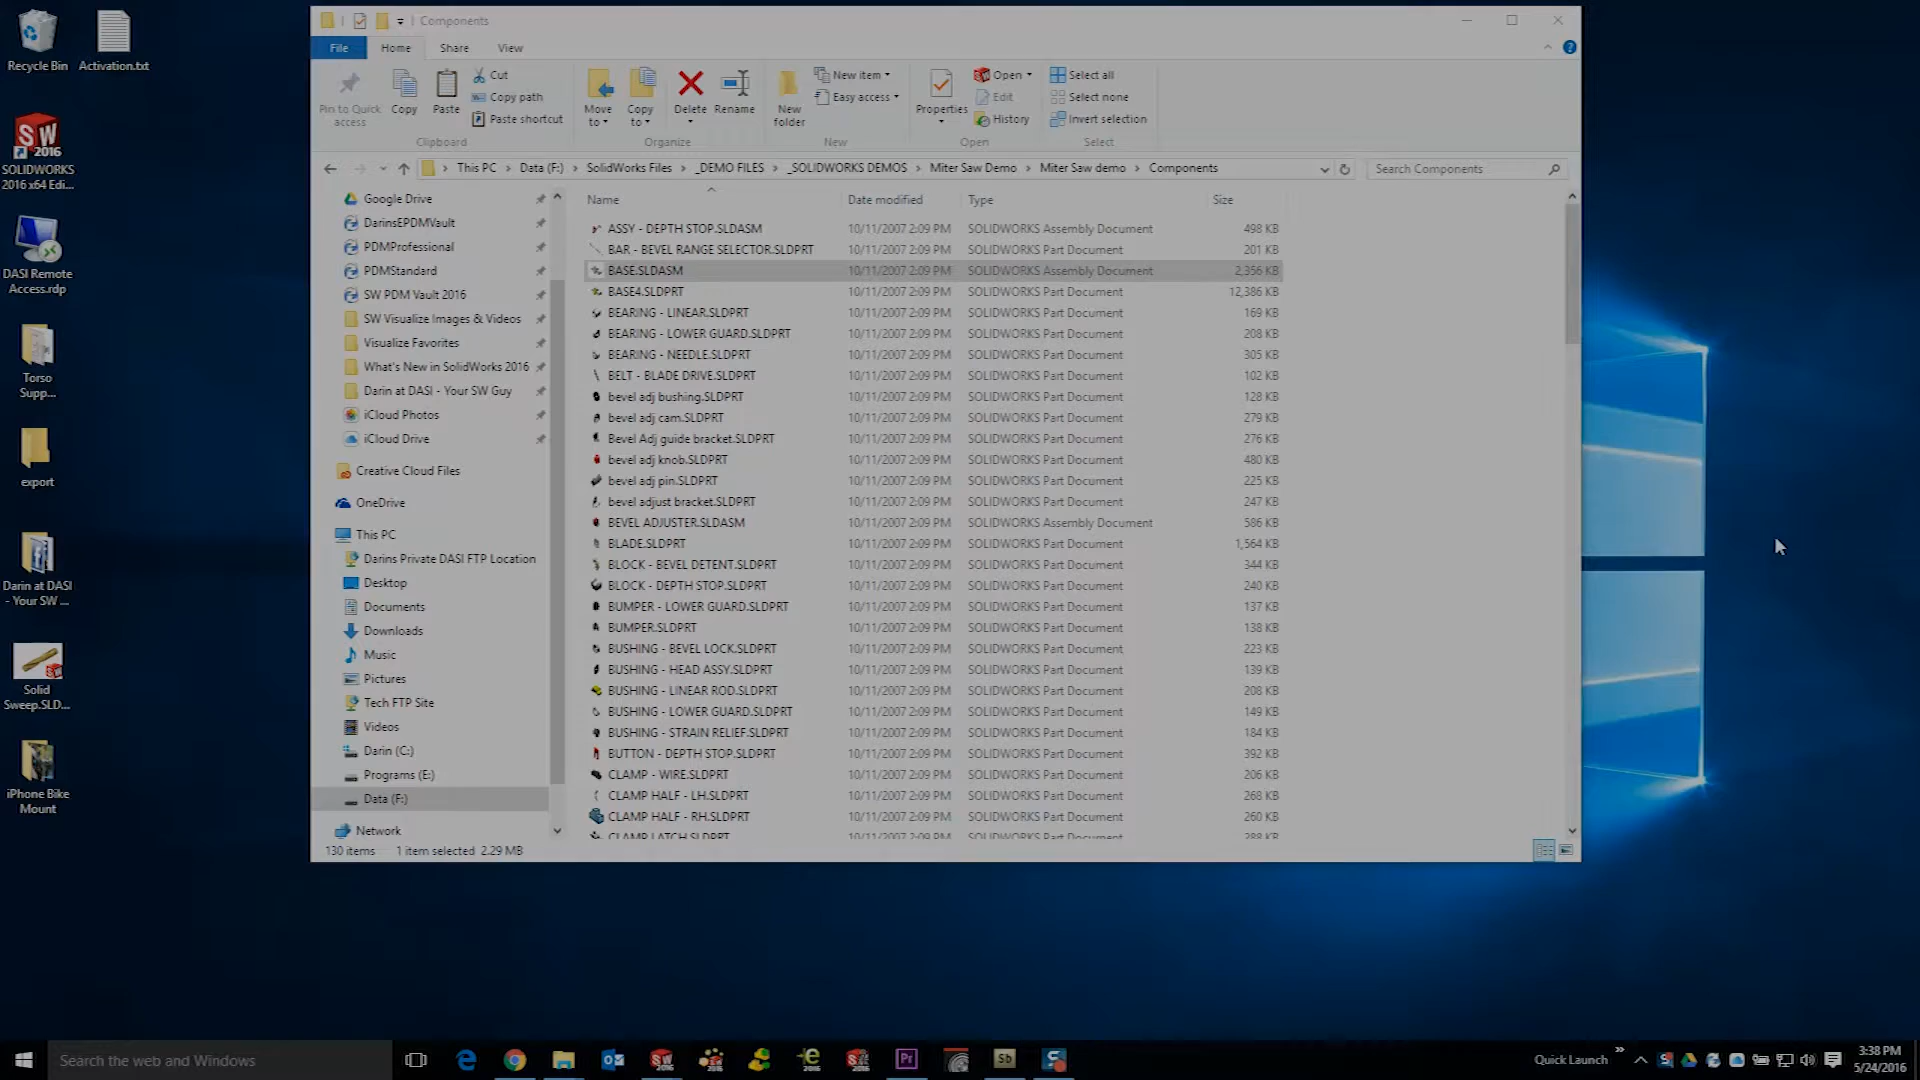 Recycle Bin
Activation.txt
SOLIDWORKS
2016 x64 Edi...
DASI Remote
Access.rdp
Torso
Supp...
export
Darin at DASI
- Your SW ...
Solid
Sweep.SLD...
iPhone Bike
Mount
Components
File Home Share View
Pin to Quick
access
Copy
Paste
Cut
Copy path
Paste shortcut
Clipboard
Move
to
Copy
to
Delete
Rename
Organize
New
folder
New item
Easy access
New
Properties
Open
Edit
History
Open
Select all
Select none
Invert selection
Select
This PC > Data (F:) > SolidWorks Files > _DEMO FILES > _SOLIDWORKS DEMOS > Miter Saw Demo > Miter Saw demo > Components
Search Components
Google Drive
DarinsEPDMVault
PDMProfessional
PDMStandard
SW PDM Vault 2016
SW Visualize Images & Videos
Visualize Favorites
What's New in SolidWorks 2016
Darin at DASI - Your SW Guy
iCloud Photos
iCloud Drive
Creative Cloud Files
OneDrive
This PC
Darins Private DASI FTP Location
Desktop
Documents
Downloads
Music
Pictures
Tech FTP Site
Videos
Darin (C:)
Programs (E:)
Data (F:)
Network
Name Date modified Type Size
ASSY - DEPTH STOP.SLDASM 10/11/2007 2:09 PM SOLIDWORKS Assembly Document 498 KB
BAR - BEVEL RANGE SELECTOR.SLDPRT 10/11/2007 2:09 PM SOLIDWORKS Part Document 201 KB
BASE.SLDASM 10/11/2007 2:09 PM SOLIDWORKS Assembly Document 2,356 KB
BASE4.SLDPRT 10/11/2007 2:09 PM SOLIDWORKS Part Document 12,386 KB
BEARING - LINEAR.SLDPRT 10/11/2007 2:09 PM SOLIDWORKS Part Document 169 KB
BEARING - LOWER GUARD.SLDPRT 10/11/2007 2:09 PM SOLIDWORKS Part Document 208 KB
BEARING - NEEDLE.SLDPRT 10/11/2007 2:09 PM SOLIDWORKS Part Document 305 KB
BELT - BLADE DRIVE.SLDPRT 10/11/2007 2:09 PM SOLIDWORKS Part Document 102 KB
bevel adj bushing.SLDPRT 10/11/2007 2:09 PM SOLIDWORKS Part Document 128 KB
bevel adj cam.SLDPRT 10/11/2007 2:09 PM SOLIDWORKS Part Document 279 KB
Bevel Adj guide bracket.SLDPRT 10/11/2007 2:09 PM SOLIDWORKS Part Document 276 KB
bevel adj knob.SLDPRT 10/11/2007 2:09 PM SOLIDWORKS Part Document 480 KB
bevel adj pin.SLDPRT 10/11/2007 2:09 PM SOLIDWORKS Part Document 225 KB
bevel adjust bracket.SLDPRT 10/11/2007 2:09 PM SOLIDWORKS Part Document 247 KB
BEVEL ADJUSTER.SLDASM 10/11/2007 2:09 PM SOLIDWORKS Assembly Document 586 KB
BLADE.SLDPRT 10/11/2007 2:09 PM SOLIDWORKS Part Document 1,564 KB
BLOCK - BEVEL DETENT.SLDPRT 10/11/2007 2:09 PM SOLIDWORKS Part Document 344 KB
BLOCK - DEPTH STOP.SLDPRT 10/11/2007 2:09 PM SOLIDWORKS Part Document 240 KB
BUMPER - LOWER GUARD.SLDPRT 10/11/2007 2:09 PM SOLIDWORKS Part Document 137 KB
BUMPER.SLDPRT 10/11/2007 2:09 PM SOLIDWORKS Part Document 138 KB
BUSHING - BEVEL LOCK.SLDPRT 10/11/2007 2:09 PM SOLIDWORKS Part Document 223 KB
BUSHING - HEAD ASSY.SLDPRT 10/11/2007 2:09 PM SOLIDWORKS Part Document 139 KB
BUSHING - LINEAR ROD.SLDPRT 10/11/2007 2:09 PM SOLIDWORKS Part Document 208 KB
BUSHING - LOWER GUARD.SLDPRT 10/11/2007 2:09 PM SOLIDWORKS Part Document 149 KB
BUSHING - STRAIN RELIEF.SLDPRT 10/11/2007 2:09 PM SOLIDWORKS Part Document 184 KB
BUTTON - DEPTH STOP.SLDPRT 10/11/2007 2:09 PM SOLIDWORKS Part Document 392 KB
CLAMP - WIRE.SLDPRT 10/11/2007 2:09 PM SOLIDWORKS Part Document 206 KB
CLAMP HALF - LH.SLDPRT 10/11/2007 2:09 PM SOLIDWORKS Part Document 268 KB
CLAMP HALF - RH.SLDPRT 10/11/2007 2:09 PM SOLIDWORKS Part Document 260 KB
CLAMP LATCH.SLDPRT 10/11/2007 2:09 PM SOLIDWORKS Part Document 288 KB
130 items 1 item selected 2.29 MB
Search the web and Windows
Quick Launch
3:38 PM
5/24/2016